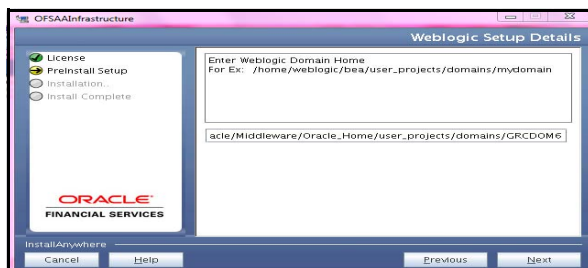 OFSAAInfrastructure
Weblogic Setup Details
License
PreInstall Setup
Installation..
Install Complete
Enter Weblogic Domain Home
For Ex: /home/weblogic/bea/user_projects/domains/mydomain
acle/Middleware/Oracle_Home/user_projects/domains/GRCDOM6
ORACLE
FINANCIAL SERVICES
InstallAnywhere
Cancel
Help
Previous
Next